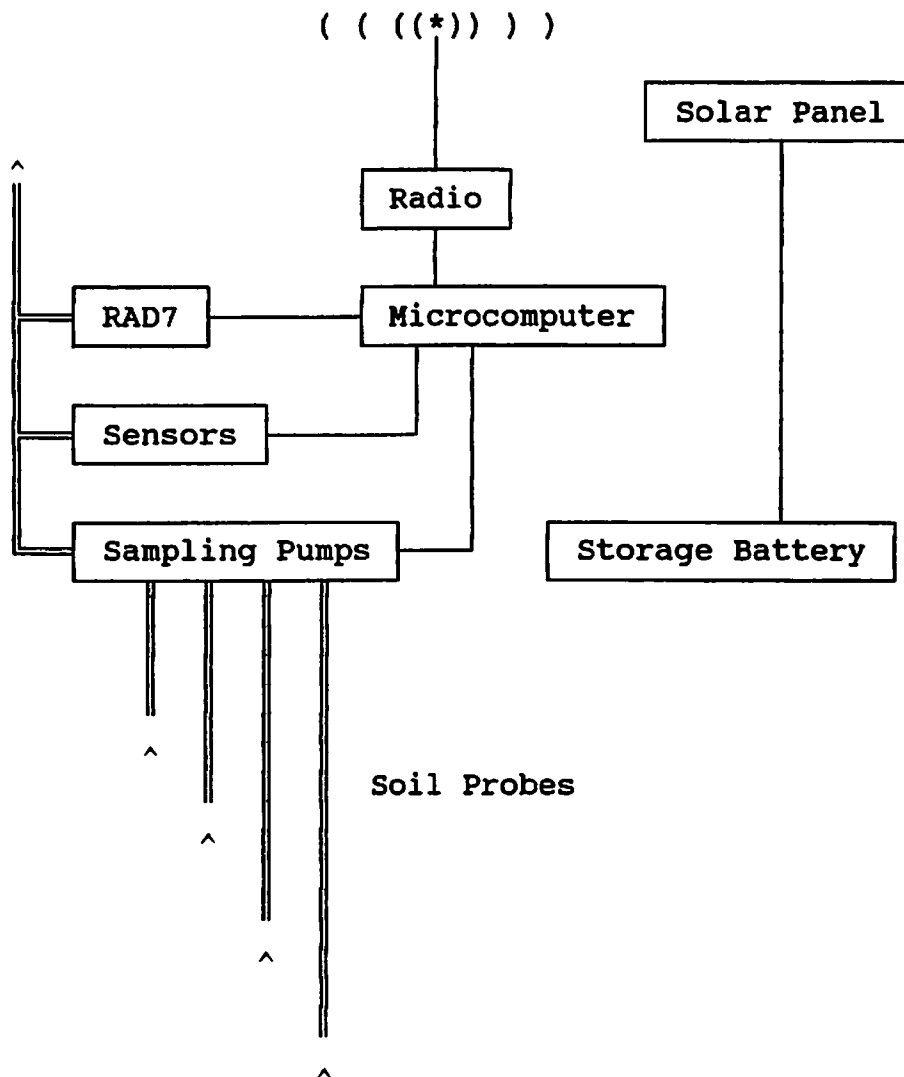 ( ( ((*)) ) )
Solar Panel
^
Radio
RAD7
Microcomputer
Sensors
Sampling Pumps
Storage Battery
^
Soil Probes
^
^
^